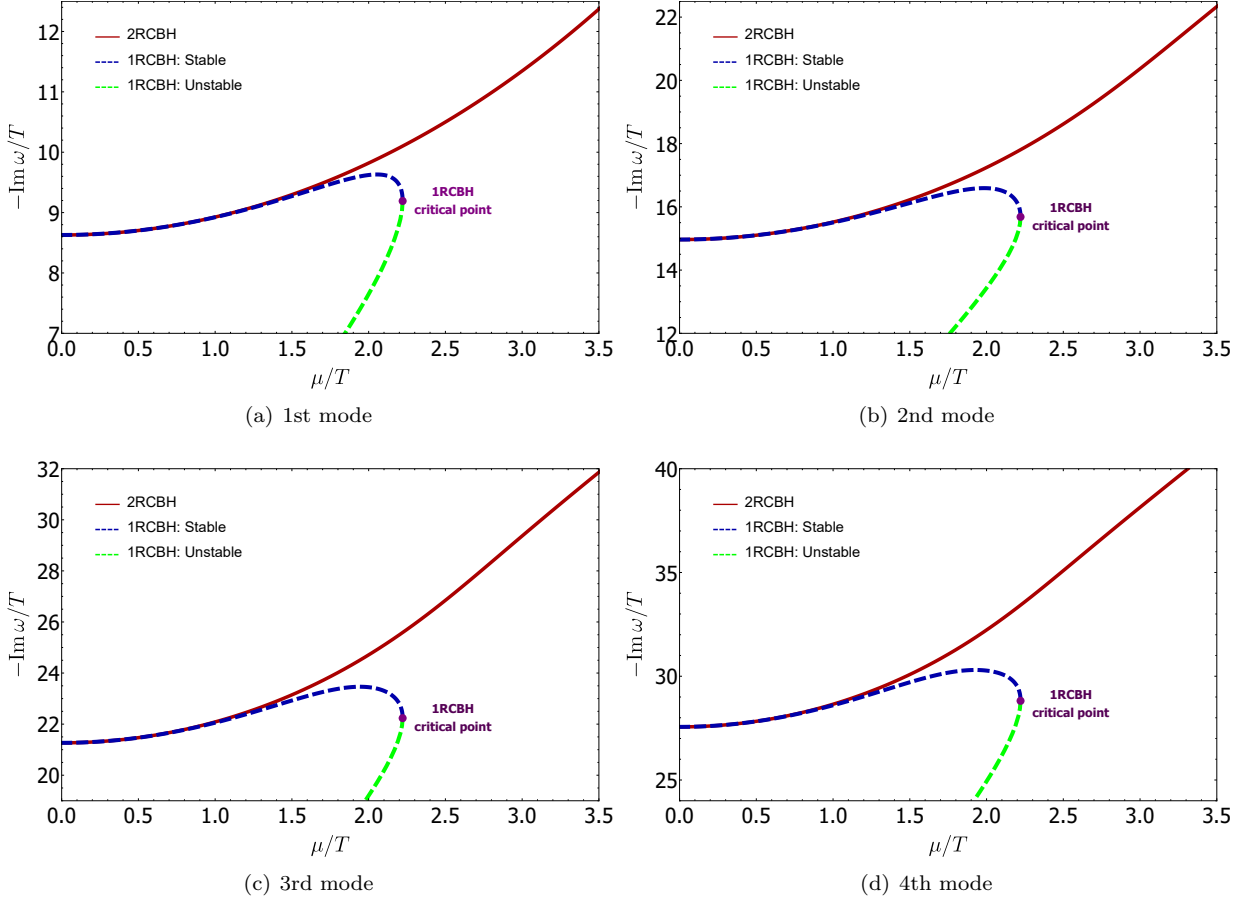 12
11
10
9
8
7
−Im ω/T
2RCBH
1RCBH: Stable
1RCBH: Unstable
1RCBH
critical point
0.0 0.5 1.0 1.5 2.0 2.5 3.0 3.5
μ/T
(a) 1st mode
22
20
18
16
14
12
−Im ω/T
2RCBH
1RCBH: Stable
1RCBH: Unstable
1RCBH
critical point
0.0 0.5 1.0 1.5 2.0 2.5 3.0 3.5
μ/T
(b) 2nd mode
32
30
28
26
24
22
20
−Im ω/T
2RCBH
1RCBH: Stable
1RCBH: Unstable
1RCBH
critical point
0.0 0.5 1.0 1.5 2.0 2.5 3.0 3.5
μ/T
(c) 3rd mode
40
35
30
25
−Im ω/T
2RCBH
1RCBH: Stable
1RCBH: Unstable
1RCBH
critical point
0.0 0.5 1.0 1.5 2.0 2.5 3.0 3.5
μ/T
(d) 4th mode